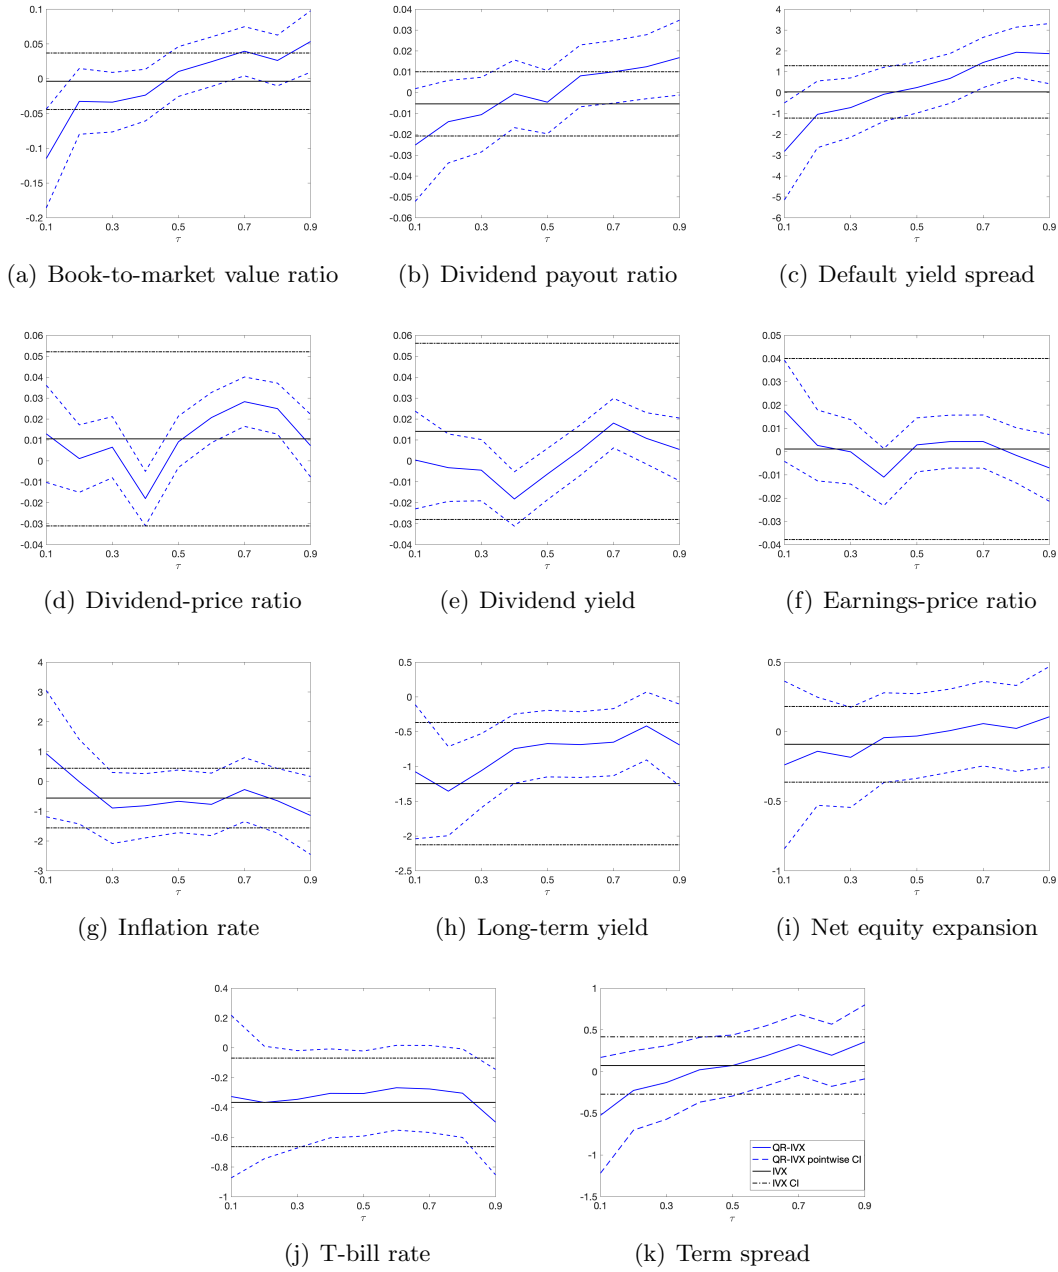 0.1
0.05
0
-0.05
-0.1
-0.15
-0.2
0.1 0.3 0.5 0.7 0.9
τ
(a) Book-to-market value ratio
0.04
0.03
0.02
0.01
0
-0.01
-0.02
-0.03
-0.04
-0.05
-0.06
0.1 0.3 0.5 0.7 0.9
τ
(b) Dividend payout ratio
4
3
2
1
0
-1
-2
-3
-4
-5
-6
0.1 0.3 0.5 0.7 0.9
τ
(c) Default yield spread
0.06
0.05
0.04
0.03
0.02
0.01
0
-0.01
-0.02
-0.03
-0.04
0.1 0.3 0.5 0.7 0.9
τ
(d) Dividend-price ratio
0.06
0.05
0.04
0.03
0.02
0.01
0
-0.01
-0.02
-0.03
-0.04
0.1 0.3 0.5 0.7 0.9
τ
(e) Dividend yield
0.05
0.04
0.03
0.02
0.01
0
-0.01
-0.02
-0.03
-0.04
0.1 0.3 0.5 0.7 0.9
τ
(f) Earnings-price ratio
4
3
2
1
0
-1
-2
-3
0.1 0.3 0.5 0.7 0.9
τ
(g) Inflation rate
0.5
0
-0.5
-1
-1.5
-2
-2.5
0.1 0.3 0.5 0.7 0.9
τ
(h) Long-term yield
0.5
0
-0.5
-1
0.1 0.3 0.5 0.7 0.9
τ
(i) Net equity expansion
0.4
0.2
0
-0.2
-0.4
-0.6
-0.8
-1
0.1 0.3 0.5 0.7 0.9
τ
(j) T-bill rate
1
0.5
0
-0.5
-1
-1.5
QR-IVX
QR-IVX pointwise CI
IVX
IVX CI
0.1 0.3 0.5 0.7 0.9
τ
(k) Term spread